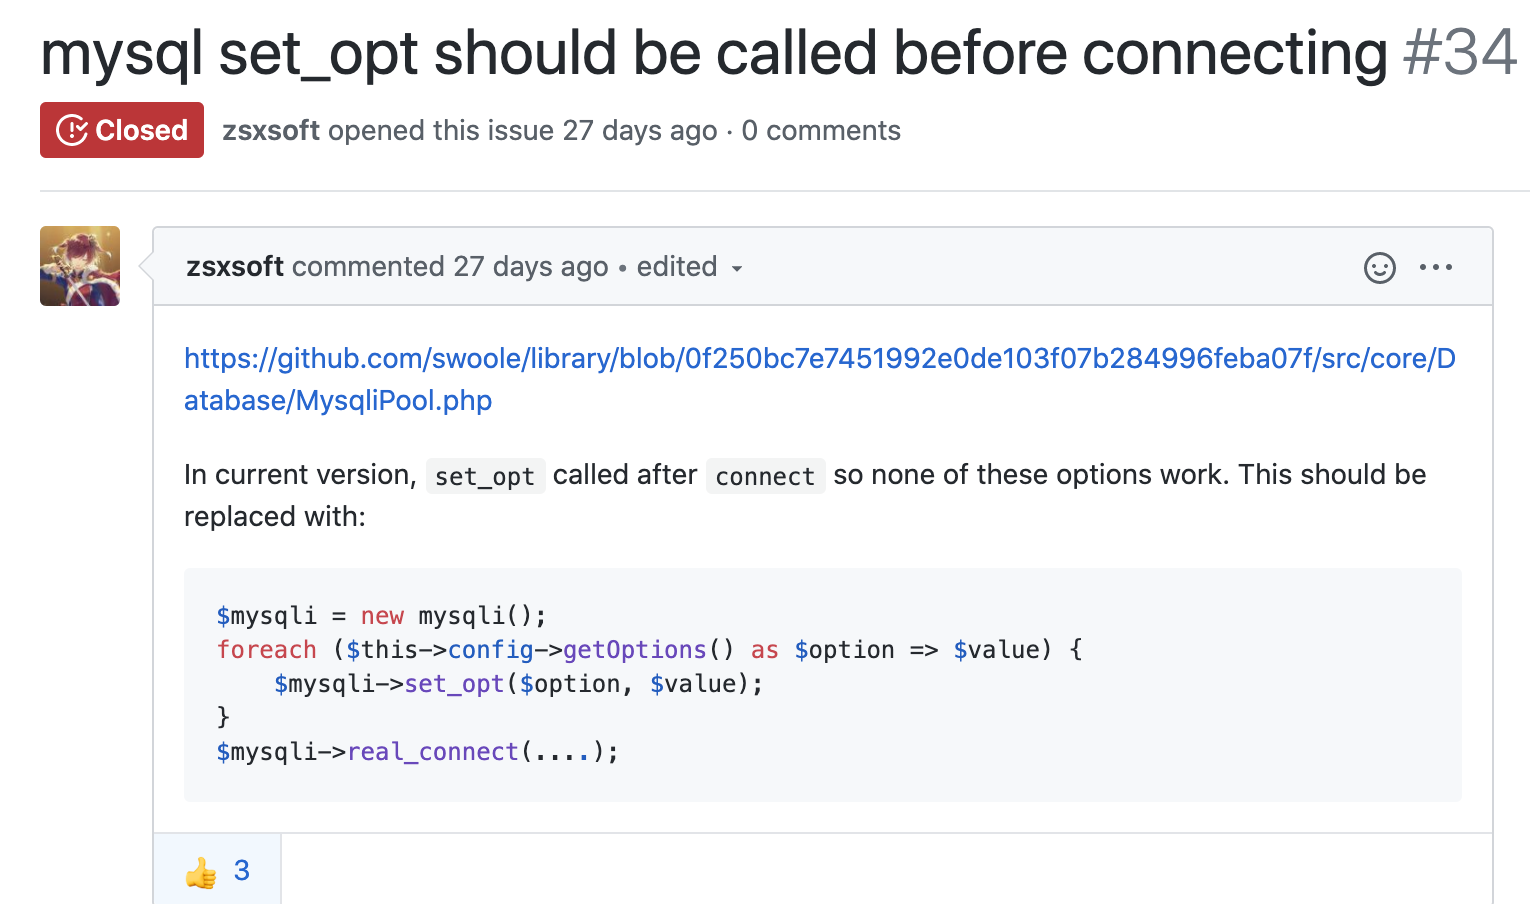 mysql set_opt should be called before connecting #34
Closed zsxsoft opened this issue 27 days ago · 0 comments
zsxsoft commented 27 days ago • edited
https://github.com/swoole/library/blob/0f250bc7e7451992e0de103f07b284996feba07f/src/core/D
atabase/MysqliPool.php
In current version, set_opt called after connect so none of these options work. This should be
replaced with:
$mysqli = new mysqli();
foreach ($this->config->getOptions() as $option => $value) {
    $mysqli->set_opt($option, $value);
}
$mysqli->real_connect(....);
👍 3